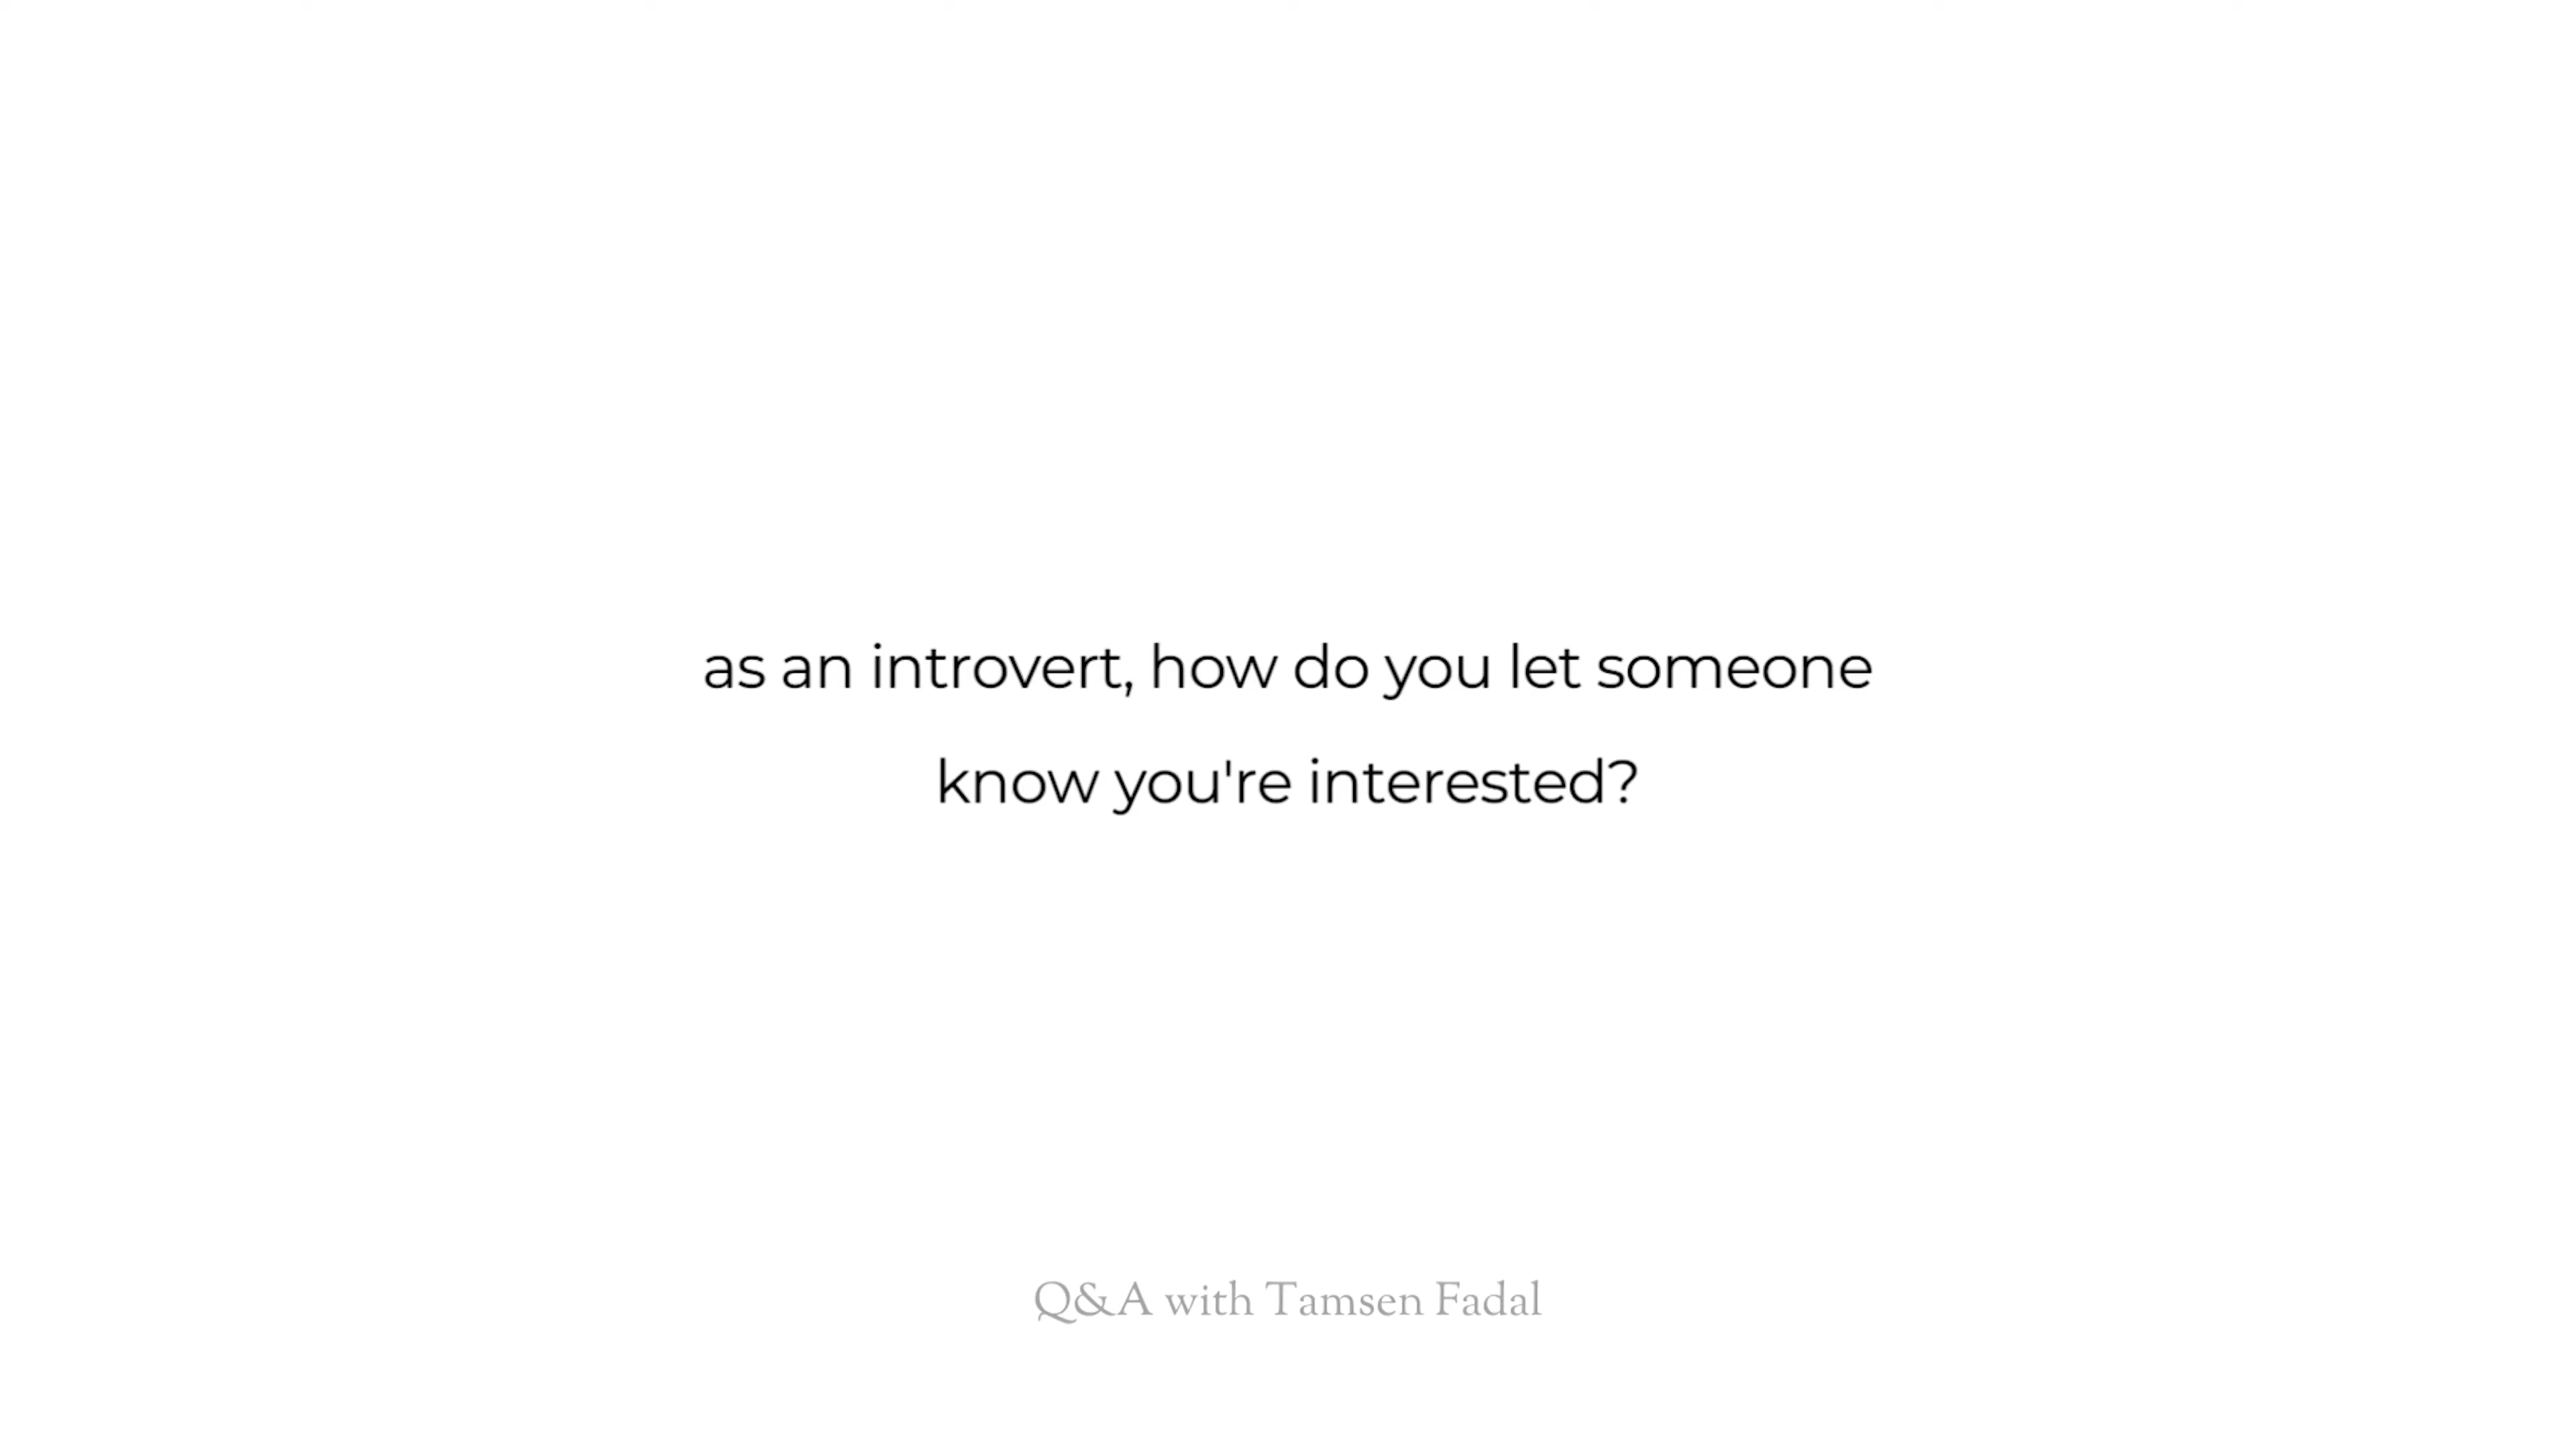 as an introvert, how do you let someone
know you're interested?
Q&A with Tamsen Fadal